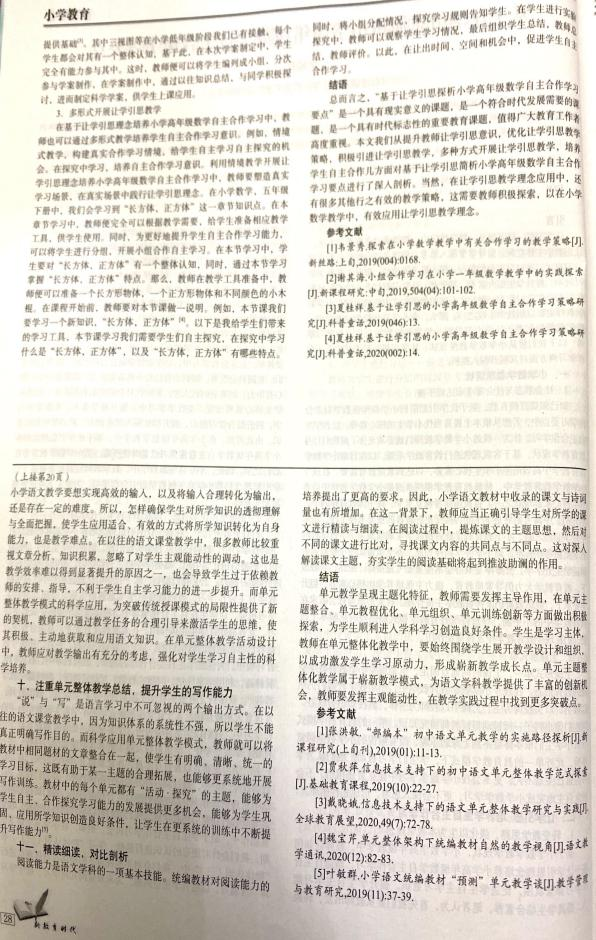 小学教育
提供基础[3]。其中三视图等在小学低年级阶段我们已有接触，每个
学生都会对其有一个整体认知，基于此，在本次学案制定中，学生
完全有能力参与其中。这时，教师便可以将学生编列成小组，分次
参与学案制作，在学案制作中，通过以往知识总结，与同学积极探
讨，进而制定科学学案，供学生上课应用。
3. 多形式开展让学引思教学
在基于让学引思理念培养小学高年级数学自主合作学习中，教
师也可以通过多形式教学培养学生自主合作学习意识。例如，情境
式教学，构建真实合作学习情境，给学生自主学习自主探究的机
会。在探究中学习，培养自主合作学习意识。利用情境教学开展让
学引思理念培养小学高年级数学自主合作学习中，教师要塑造真实
学习场景，在真实场景中践行让学引思理念。在小学数学，五年级
下册中，我们会学习到“长方体，正方体”这一章节知识点。在本
章节学习中，教师便完全可以根据教学需要，给学生准备相应教学
工具，供学生使用。同时，为更好地提升学生自主合作学习能力，
可以将学生进行分组，开展小组合作自主学习。在本节学习中，学
生要对“长方体、正方体”有一个整体认知，同时，通过本节学习
掌握“长方体、正方体”特点。那么，教师在教学工具准备中，教
师便可以准备一个长方形物体，一个正方形物体和不同颜色的小木
棍。在课程开始前，教师要对本节课做一说明。例如，本节课我们
要学习一个新知识，“长方体，正方体”[4]，以下是我给学生们带来
的学习工具，本节课学习我们需要学生们自主探究，在探究中学习
什么是“长方体，正方体”，以及“长方体，正方体”有哪些特点。
同时，将小组分配情况，探究学习规则告知学生。在学生进行实验
探究中，教师可以观察学生学习情况，最后组织学生总结，教师总
结、教师评价。以此，在让出时间、空间和机会中，促进学生自主
合作学习。
结语
总而言之，“基于让学引思探析小学高年级数学自主合作学习
要点”是一个具有现实意义的课题，是一个符合时代发展需要的课
题，是一个具有时代标志性的重要教育课题，值得广大教育工作者
高度重视。本文我们从提升教师让学引思意识，优化让学引思教学
策略，积极引进让学引思教学，多种方式开展让学引思教学，培养
学生自主合作几方面对基于让学引思简析小学高年级数学自主合作
学习要点进行了深入剖析。当然，在让学引思教学理念应用中，还
有很多其他行之有效的教学策略，这需要教师积极探索，以在小学
数学教学中，有效应用让学引思教学理念。
参考文献
[1]韦景秀.探索在小学数学教学中有关合作学习的教学策略[J].
新丝路:上旬,2019(004):0168.
[2]谢其海.小组合作学习在小学一年级数学教学中的实践探索
[J].新课程研究:中旬,2019,504(04):101-102.
[3]夏桂祥.基于让学引思的小学高年级数学自主合作学习策略研
究[J].科普童话,2019(046):13.
[4]夏桂祥.基于让学引思的小学高年级数学自主合作学习策略研
究[J].科普童话,2020(002):14.
（上接第20页）
小学语文教学要想实现高效的输入，以及将输入合理转化为输出，
还是存在一定的难度。所以，怎样确保学生对所学知识的透彻理解
与全面把握，使学生应用适合、有效的方式将所学知识转化为自身
能力，也是教学难点。在以往的语文课堂教学中，很多教师比较重
视文章分析、知识积累，忽略了对学生主观能动性的调动。这也是
教学效率难以得到显著提升的原因之一，也会导致学生过于依赖教
师的安排、指导，不利于学生自主学习能力的进一步提升。而单元
整体教学模式的科学应用，为突破传统授课模式的局限性提供了新
的契机，教师可以通过教学任务的合理引导来激活学生的思维，使
其积极、主动地获取和应用语文知识。在单元整体教学活动设计
中，教师应对教学输出有充分的考虑，强化对学生学习自主性的科
学培养。
十、注重单元整体教学总结，提升学生的写作能力
“说”与“写”是语言学习中不可忽视的两个输出方式。在以
往的语文课堂教学中，因为知识体系的系统性不强，所以学生不能
真正明确写作目的。而科学应用单元整体教学模式，教师就可以将
教材中相同题材的文章整合在一起，使学生有明确、清晰、统一的
学习目标，这既有助于某一主题的合理拓展，也能够更系统地开展
写作训练。教材中的每个单元都有“活动·探究”的主题，能够为
学生自主、合作探究学习能力的发展提供更多机会，能够为学生巩
固、应用所学知识创造良好条件，让学生在更系统的训练中不断提
升写作能力[5]。
十一、精读细读，对比剖析
阅读能力是语文学科的一项基本技能。统编教材对阅读能力的
培养提出了更高的要求。因此，小学语文教材中收录的课文与诗词
量也有所增加。在这一背景下，教师应当正确引导学生对所学的课
文进行精读与细读，在阅读过程中，提炼课文的主题思想，然后对
不同的课文进行比对，寻找课文内容的共同点与不同点。这对深入
解读课文主题，夯实学生的阅读基础将起到推波助澜的作用。
结语
单元教学呈现主题化特征，教师需要发挥主导作用，在单元主
题整合、单元教程优化、单元组织、单元训练创新等方面做出积极
探索，为学生顺利进入学科学习创造良好条件。学生是学习主体，
教师在单元整体化教学中，要始终围绕学生展开教学设计和组织，
以成功激发学生学习原动力，形成崭新教学成长点。单元主题整
体化教学属于崭新教学模式，为语文学科教学提供了丰富的创新机
会，教师要发挥主观能动性，在教学实践过程中找到更多突破点。
参考文献
[1]张洪敏.“部编本”初中语文单元教学的实施路径探析[J].新
课程研究(上旬刊),2019(01):11-13.
[2]贾秋萍.信息技术支持下的初中语文单元整体教学范式探索
[J].基础教育课程,2019(10):22-27.
[3]戴晓娥.信息技术支持下的语文单元整体教学研究与实践[J].
全球教育展望,2020,49(7):72-78.
[4]魏宝芹.单元整体架构下统编教材自然的教学视角[J].语文教
学通讯,2020(12):82-83.
[5]叶敏群.小学语文统编教材“预测”单元教学谈[J].教学管理
与教育研究,2019(11):37-39.
28
新教育时代